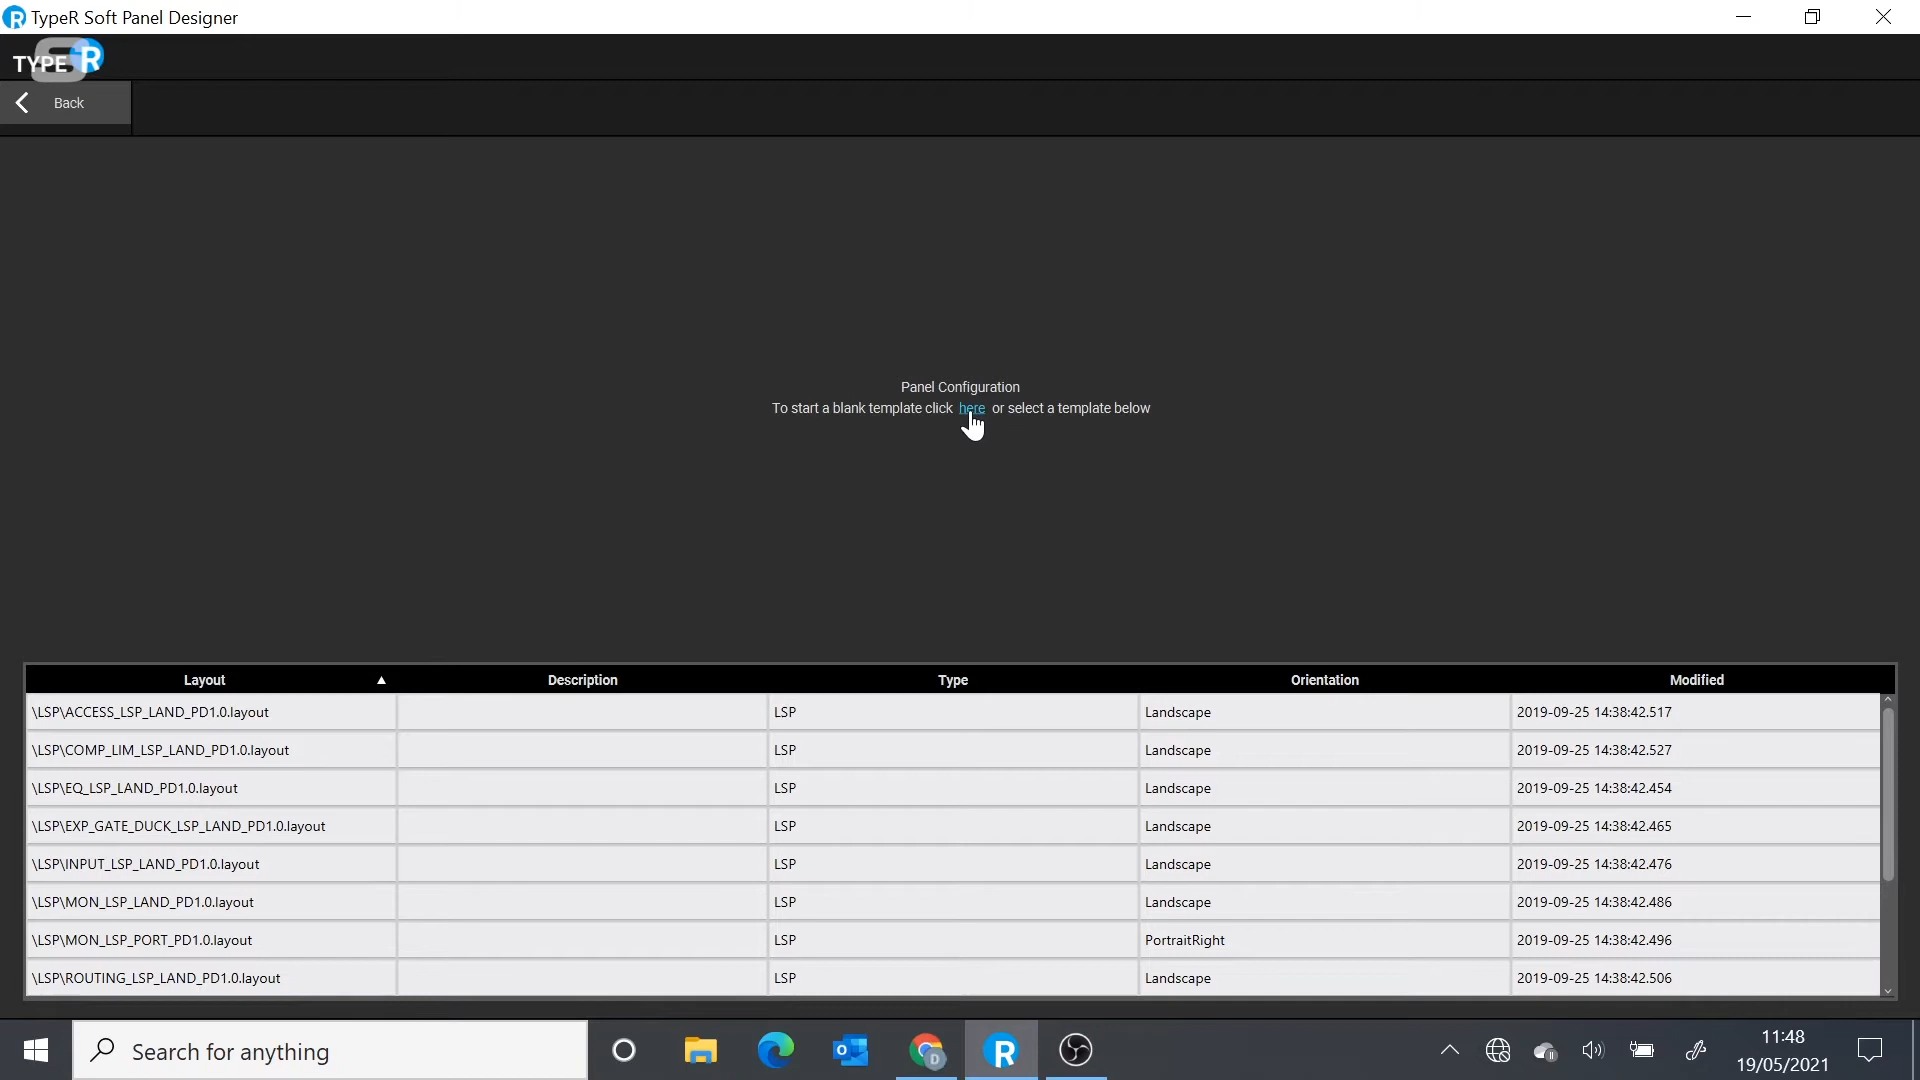 R TypeR Soft Panel Designer
TYPE R
Back
Panel Configuration
To start a blank template click here or select a template below
Layout ▲ Description Type Orientation Modified
\LSP\ACCESS_LSP_LAND_PD1.0.layout LSP Landscape 2019-09-25 14:38:42.517
\LSP\COMP_LIM_LSP_LAND_PD1.0.layout LSP Landscape 2019-09-25 14:38:42.527
\LSP\EQ_LSP_LAND_PD1.0.layout LSP Landscape 2019-09-25 14:38:42.454
\LSP\EXP_GATE_DUCK_LSP_LAND_PD1.0.layout LSP Landscape 2019-09-25 14:38:42.465
\LSP\INPUT_LSP_LAND_PD1.0.layout LSP Landscape 2019-09-25 14:38:42.476
\LSP\MON_LSP_LAND_PD1.0.layout LSP Landscape 2019-09-25 14:38:42.486
\LSP\MON_LSP_PORT_PD1.0.layout LSP PortraitRight 2019-09-25 14:38:42.496
\LSP\ROUTING_LSP_LAND_PD1.0.layout LSP Landscape 2019-09-25 14:38:42.506
Search for anything
D
R
11:48
19/05/2021